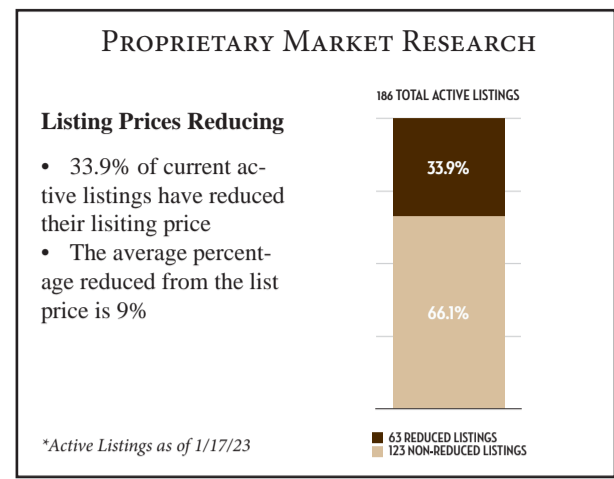 Proprietary Market Research
Listing Prices Reducing
• 33.9% of current ac-
tive listings have reduced
their lisiting price
• The average percent-
age reduced from the list
price is 9%
*Active Listings as of 1/17/23
186 TOTAL ACTIVE LISTINGS
33.9%
66.1%
63 REDUCED LISTINGS
123 NON-REDUCED LISTINGS